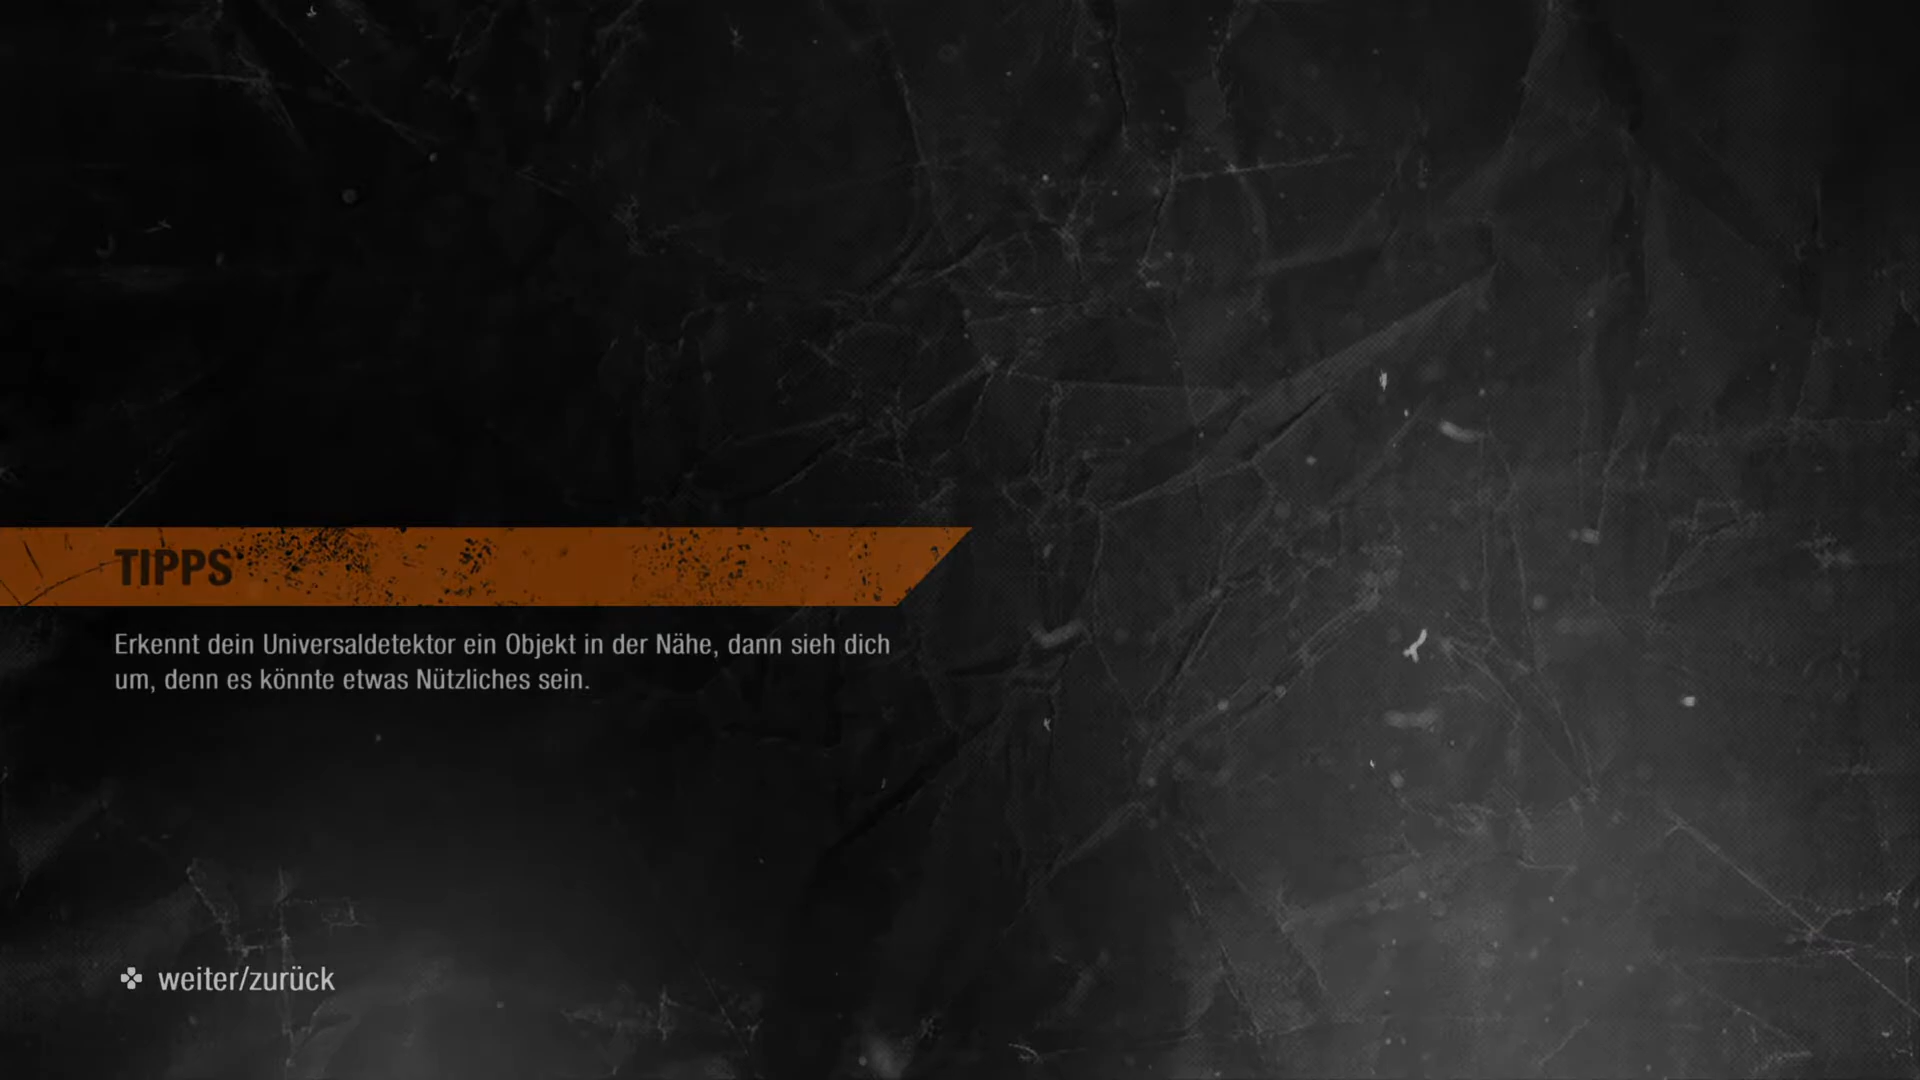 TIPPS
Erkennt dein Universaldetektor ein Objekt in der Nähe, dann sieh dich
um, denn es könnte etwas Nützliches sein.
weiter/zurück